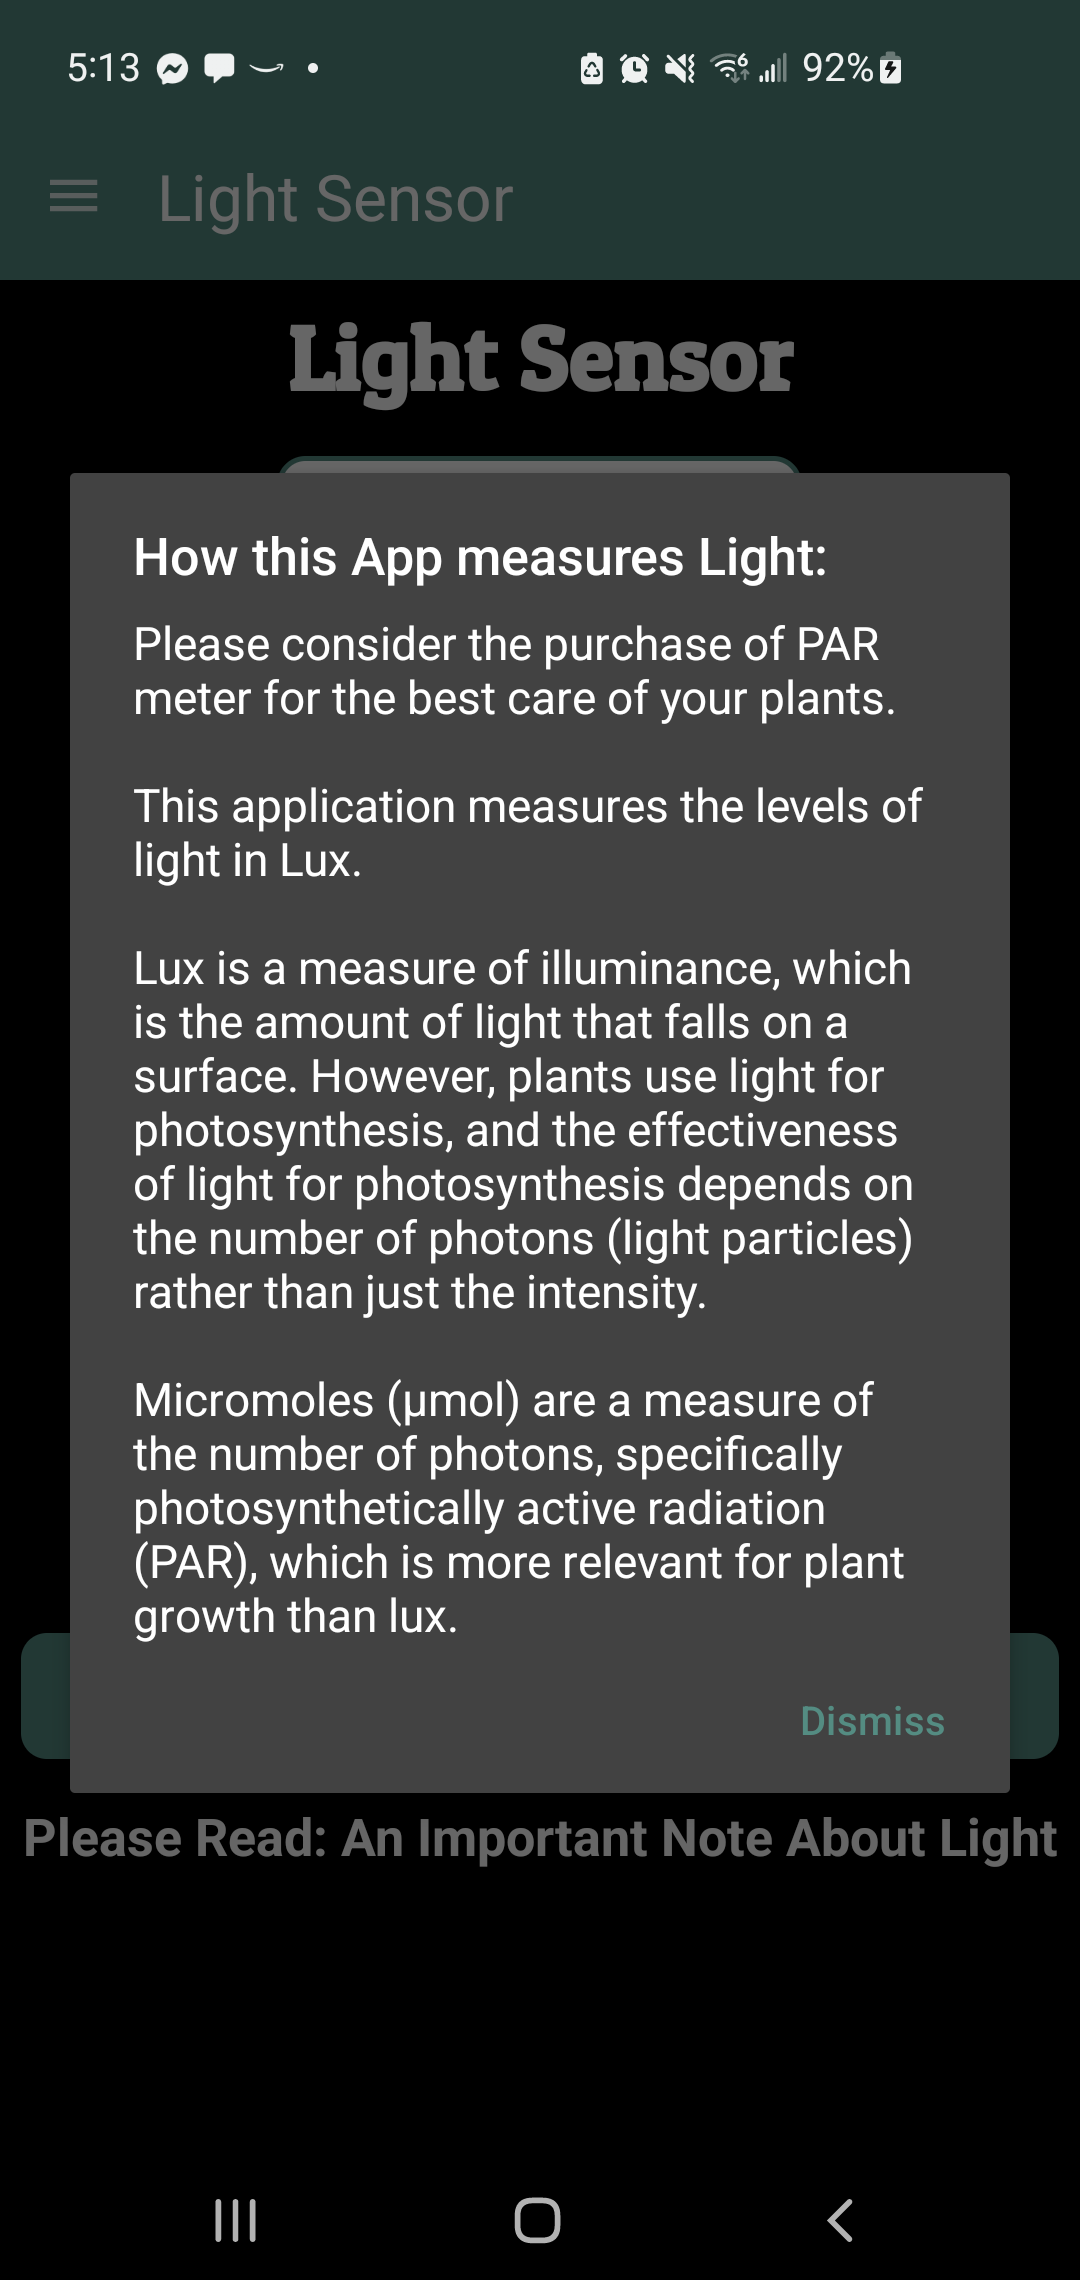 5:13
6
92%
Light Sensor
Light Sensor
How this App measures Light:
Please consider the purchase of PAR
meter for the best care of your plants.
This application measures the levels of
light in Lux.
Lux is a measure of illuminance, which
is the amount of light that falls on a
surface. However, plants use light for
photosynthesis, and the effectiveness
of light for photosynthesis depends on
the number of photons (light particles)
rather than just the intensity.
Micromoles (µmol) are a measure of
the number of photons, specifically
photosynthetically active radiation
(PAR), which is more relevant for plant
growth than lux.
Dismiss
Please Read: An Important Note About Light